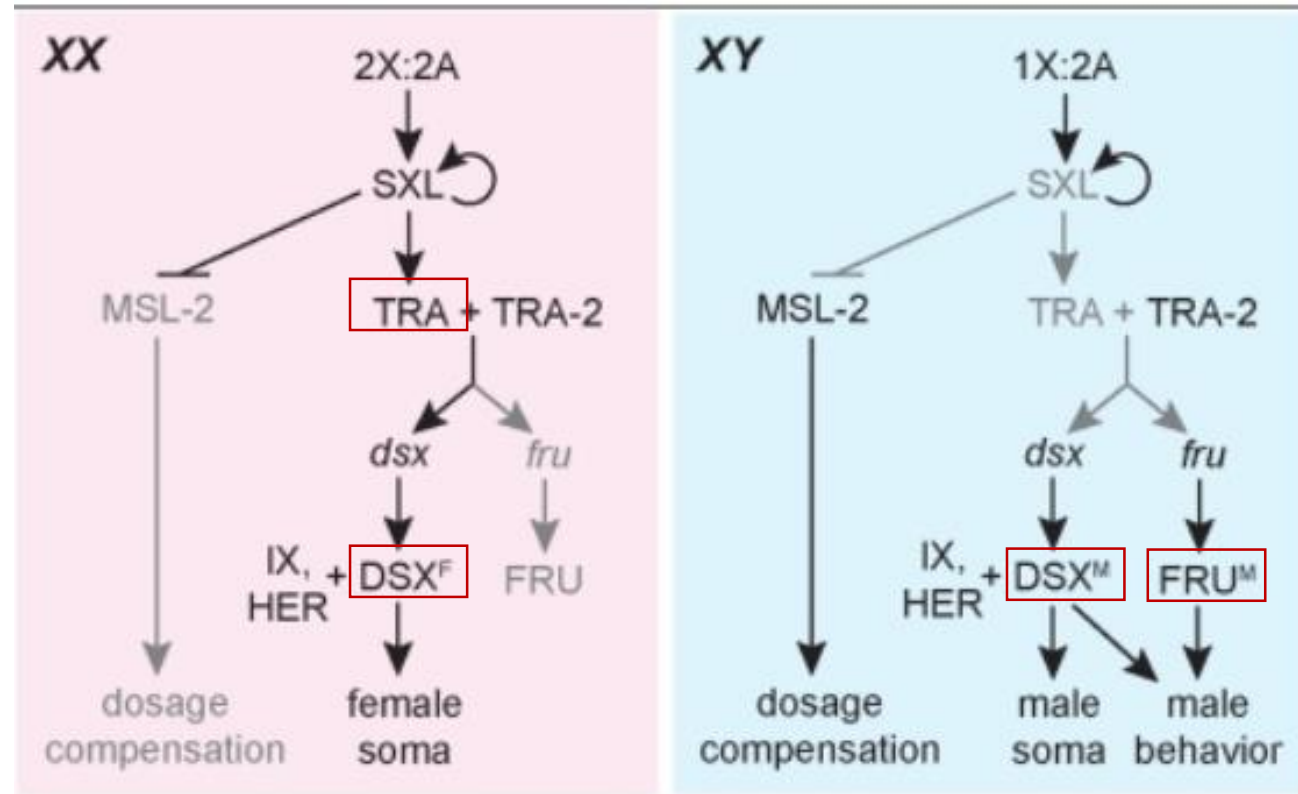 XX
2X:2A
SXL
MSL-2
TRA + TRA-2
dsx
fru
IX,
HER
+ DSXF
FRU
dosage
compensation
female
soma
XY
1X:2A
SXL
MSL-2
TRA + TRA-2
dsx
fru
IX,
HER
+ DSXM
FRUM
dosage
compensation
male
soma
male
behavior